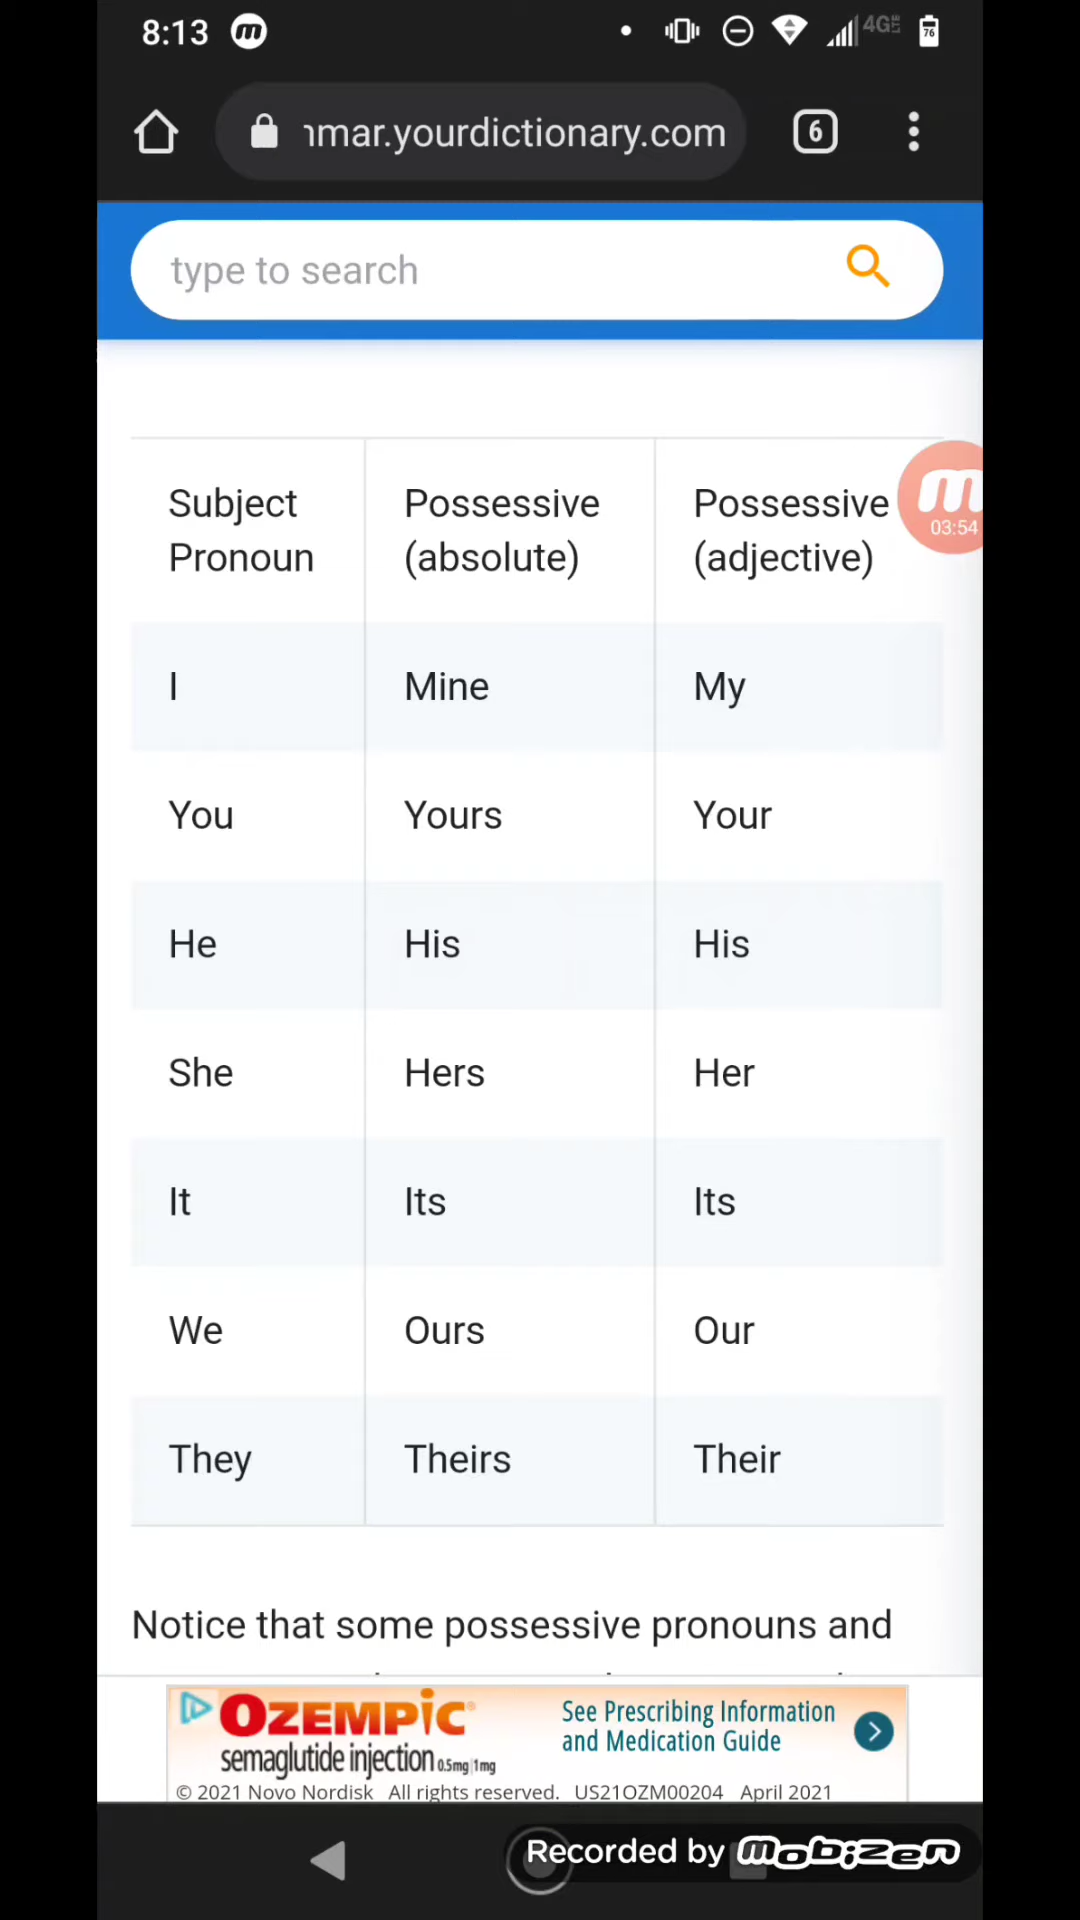 8:13
4G
76
nmar.yourdictionary.com
6
type to search
Subject Pronoun
Possessive (absolute)
Possessive (adjective)
m
03:54
I Mine My
You Yours Your
He His His
She Hers Her
It Its Its
We Ours Our
They Theirs Their
Notice that some possessive pronouns and
OZEMPIC®
semaglutide injection 0.5mg|1mg
See Prescribing Information
and Medication Guide
© 2021 Novo Nordisk All rights reserved. US21OZM00204 April 2021
Recorded by mobizen